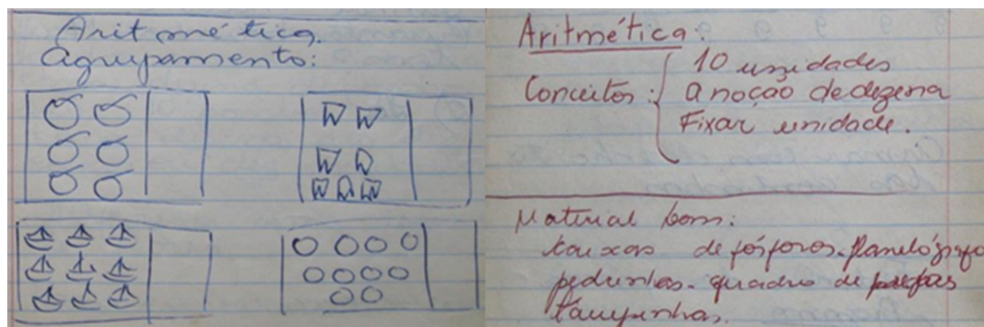 Aritmética.
Agrupamento:
Aritmética.
Conceitos: 10 unidades
a noção de dezena
Fixar unidade.
Material bom:
caixas de fósforos. flanelógrafo
pedrinhas. quadro de pregas
tampinhas.